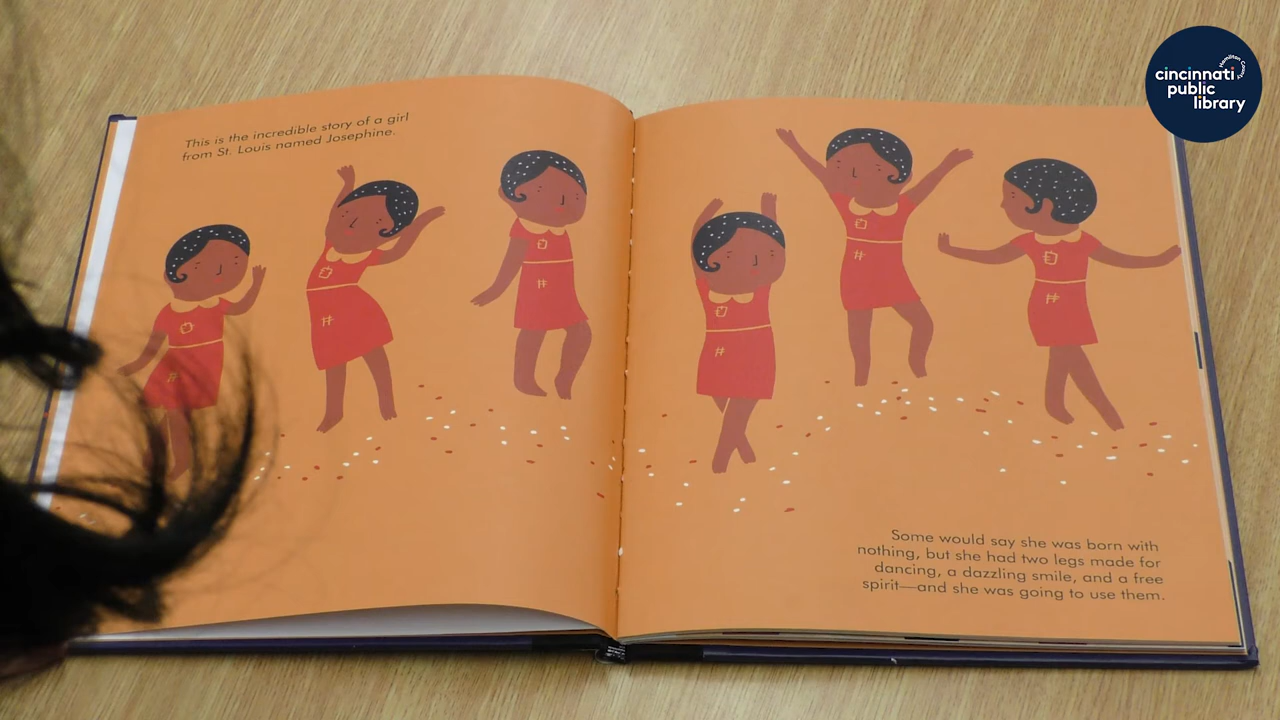 This is the incredible story of a girl
from St. Louis named Josephine.
Some would say she was born with
nothing, but she had two legs made for
dancing, a dazzling smile, and a free
spirit—and she was going to use them.
Hamilton County
cincinnati
public
library